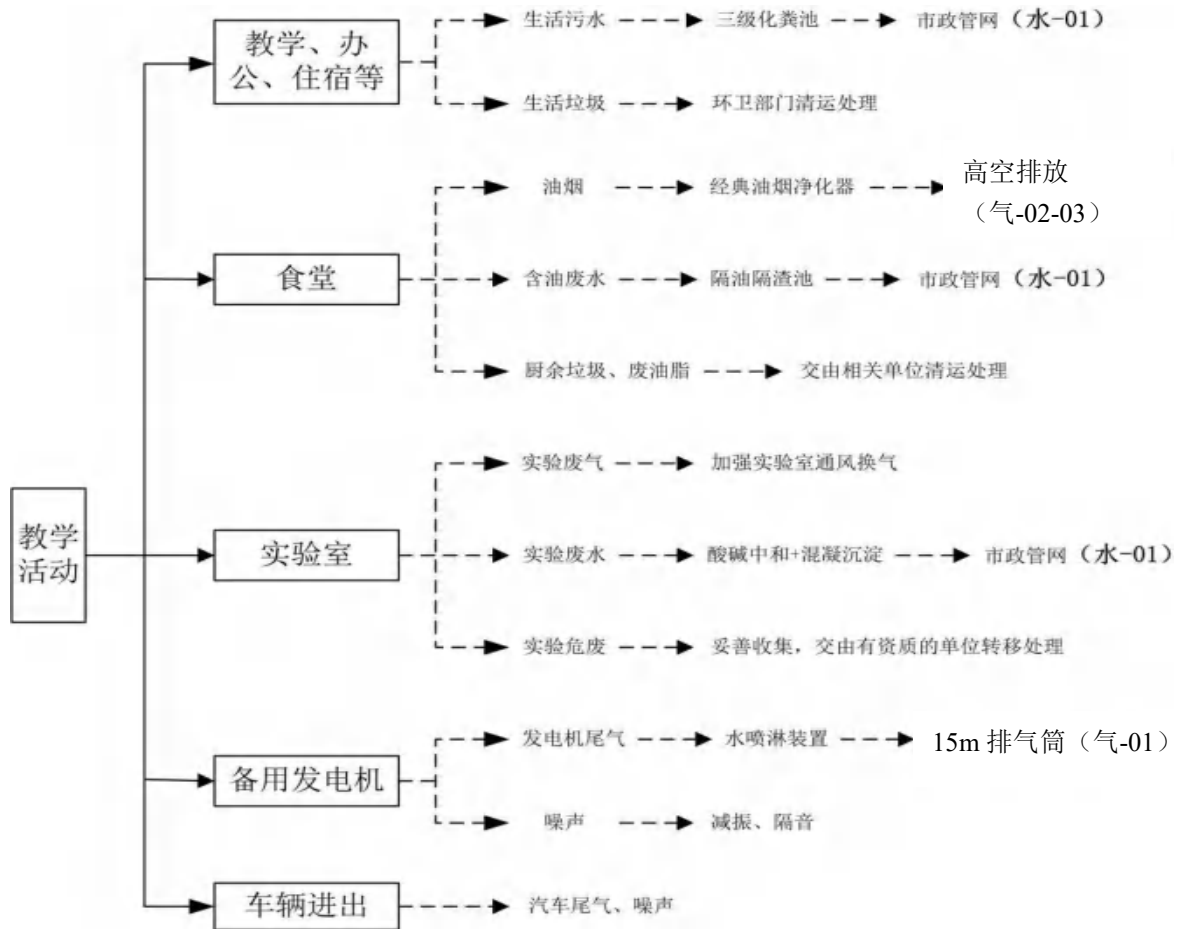 教学活动
教学、办公、住宿等
生活污水
三级化粪池
市政管网（水-01）
生活垃圾
环卫部门清运处理
食堂
油烟
经典油烟净化器
高空排放
（气-02-03）
含油废水
隔油隔渣池
市政管网（水-01）
厨余垃圾、废油脂
交由相关单位清运处理
实验室
实验废气
加强实验室通风换气
实验废水
酸碱中和+混凝沉淀
市政管网（水-01）
实验危废
妥善收集，交由有资质的单位转移处理
备用发电机
发电机尾气
水喷淋装置
15m 排气筒（气-01）
噪声
减振、隔音
车辆进出
汽车尾气、噪声